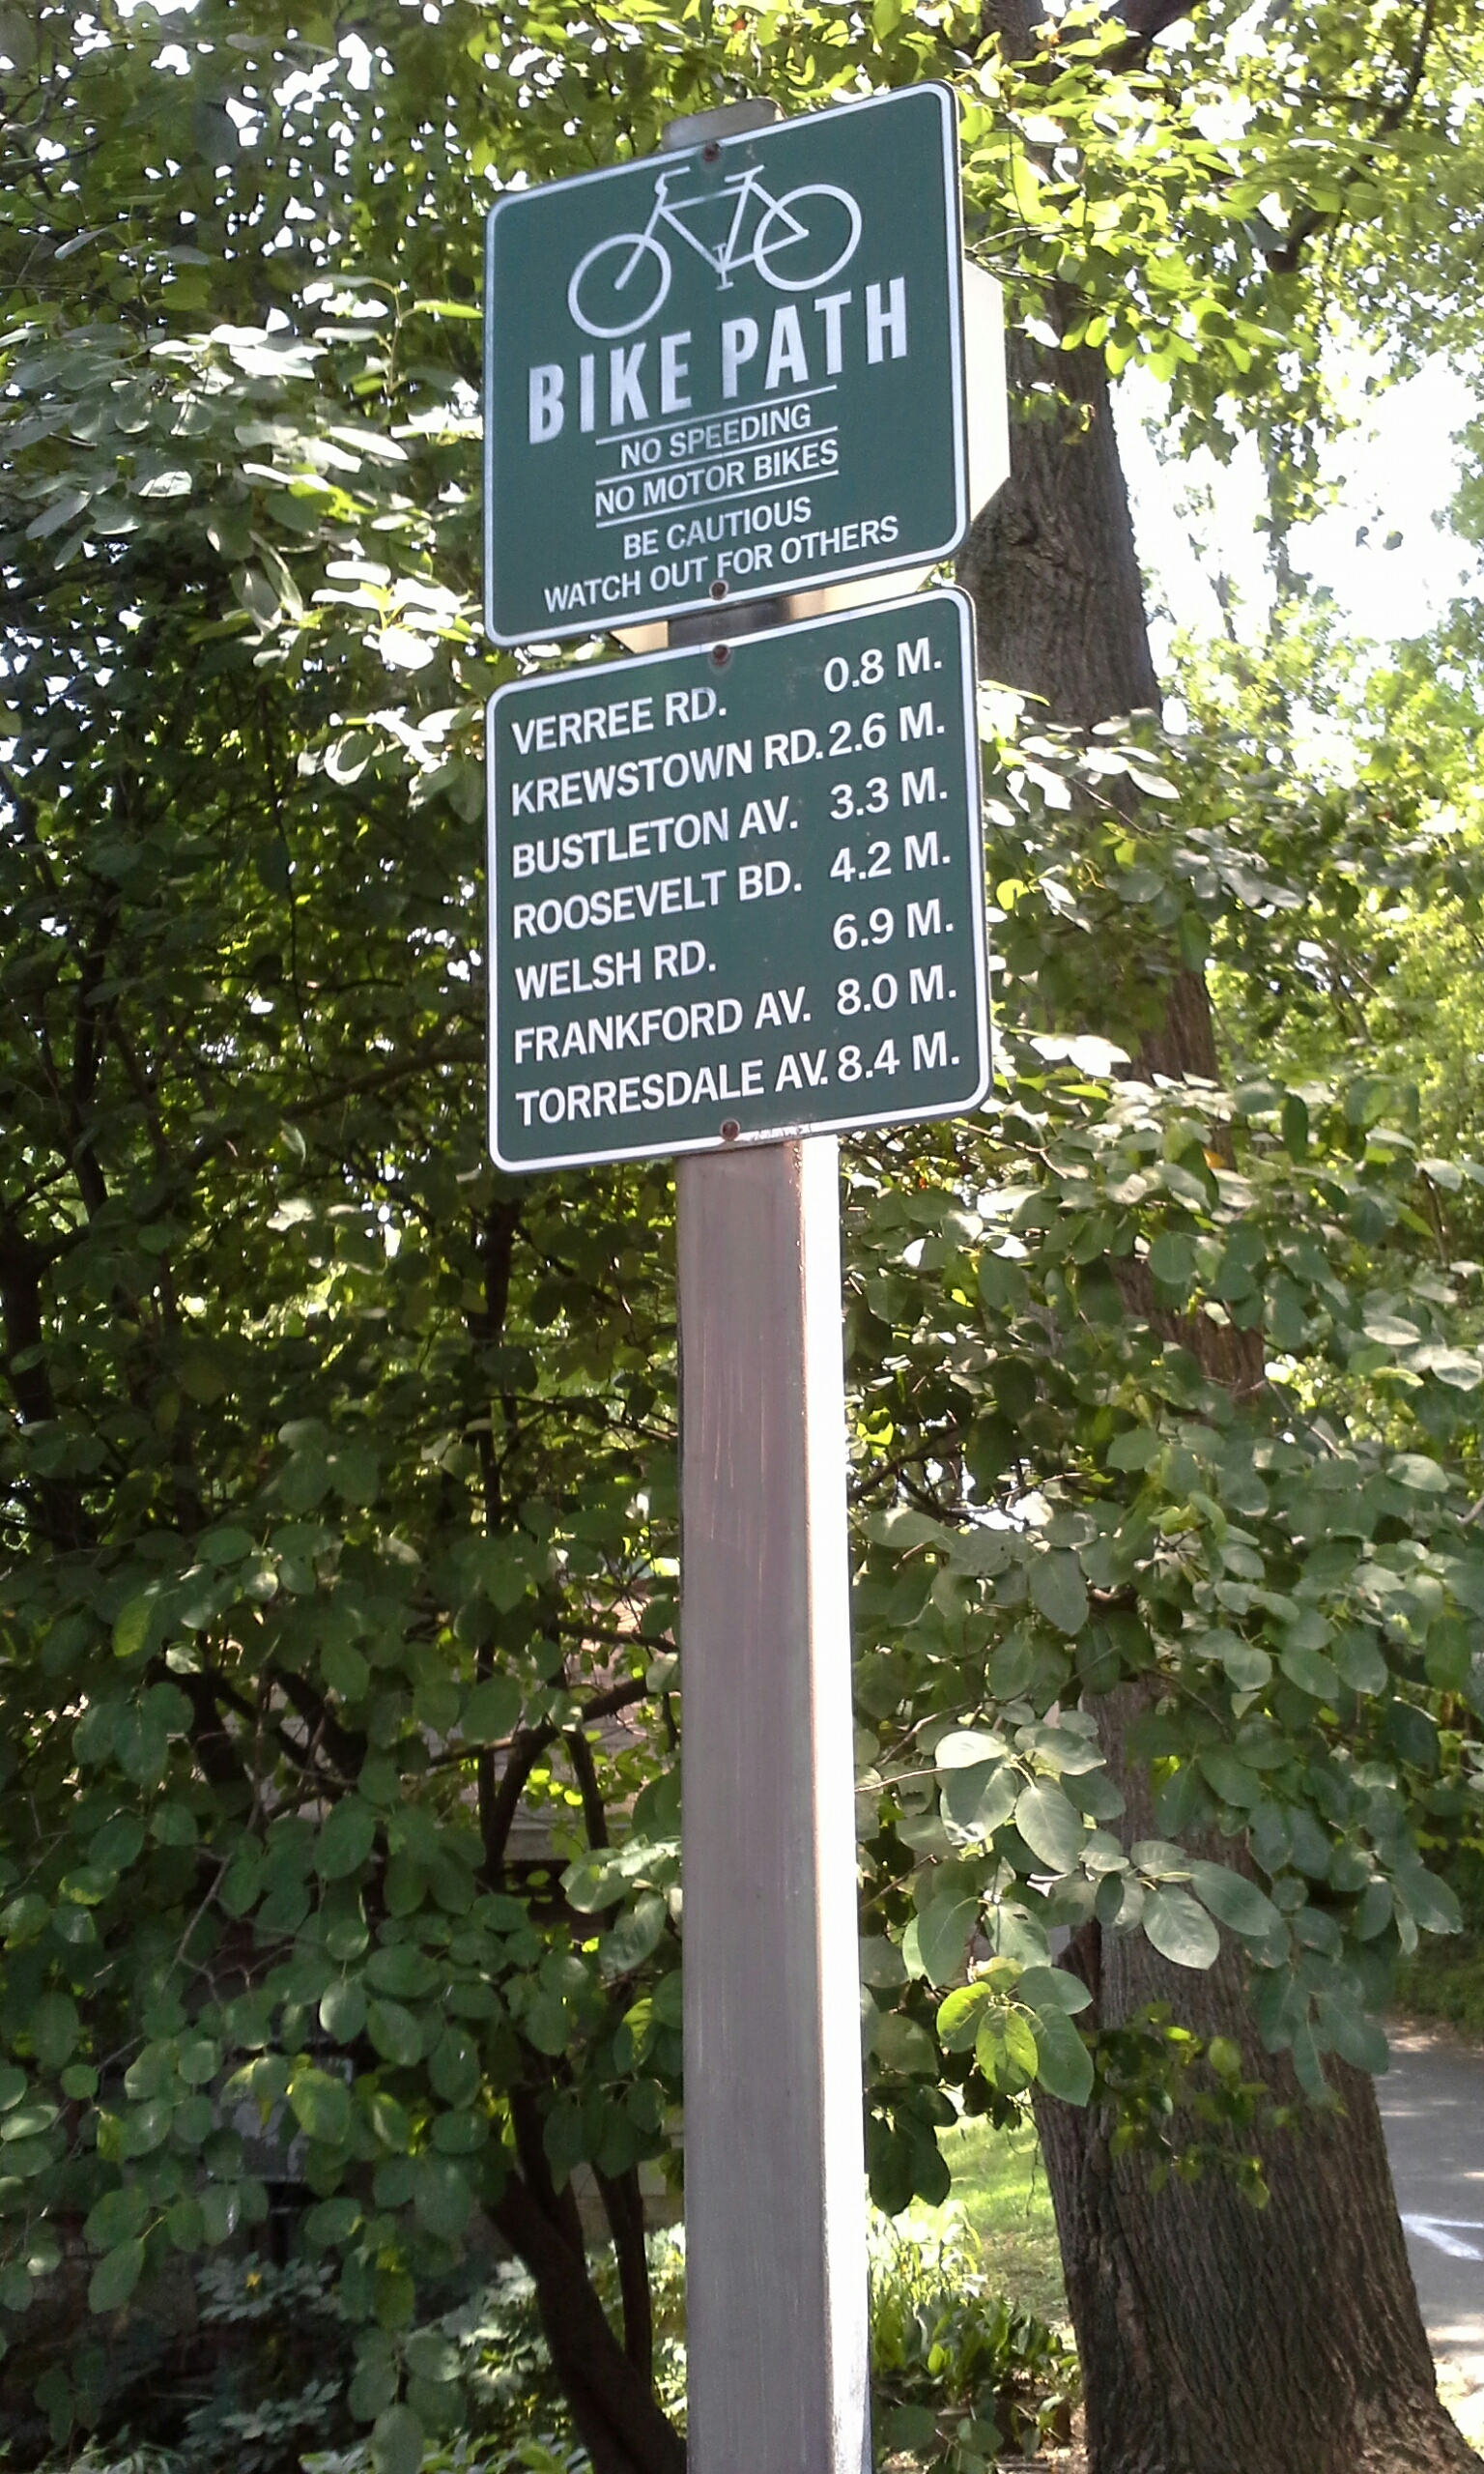 BIKE PATH
NO SPEEDING
NO MOTOR BIKES
BE CAUTIOUS
WATCH OUT FOR OTHERS
VERREE RD. 0.8 M.
KREWSTOWN RD. 2.6 M.
BUSTLETON AV. 3.3 M.
ROOSEVELT BD. 4.2 M.
WELSH RD. 6.9 M.
FRANKFORD AV. 8.0 M.
TORRESDALE AV. 8.4 M.